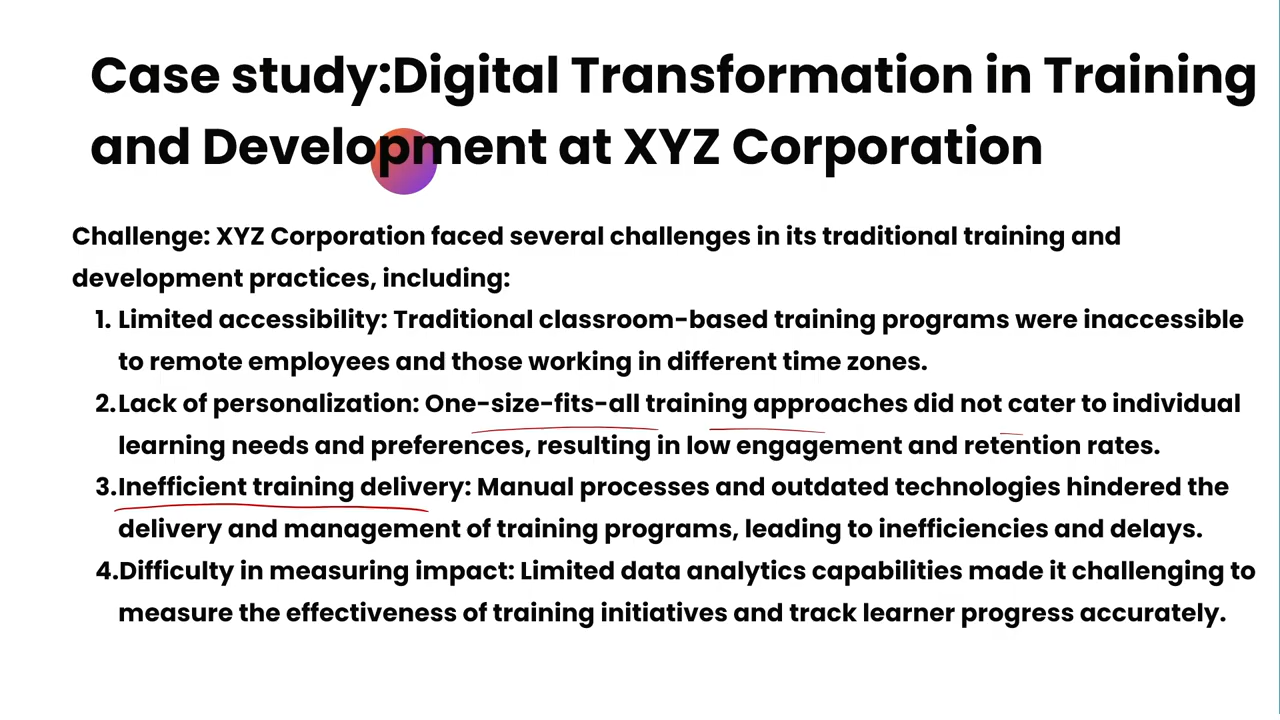 Case study:Digital Transformation in Training
and Development at XYZ Corporation
Challenge: XYZ Corporation faced several challenges in its traditional training and
development practices, including:
1. Limited accessibility: Traditional classroom-based training programs were inaccessible
to remote employees and those working in different time zones.
2.Lack of personalization: One-size-fits-all training approaches did not cater to individual
learning needs and preferences, resulting in low engagement and retention rates.
3.Inefficient training delivery: Manual processes and outdated technologies hindered the
delivery and management of training programs, leading to inefficiencies and delays.
4.Difficulty in measuring impact: Limited data analytics capabilities made it challenging to
measure the effectiveness of training initiatives and track learner progress accurately.